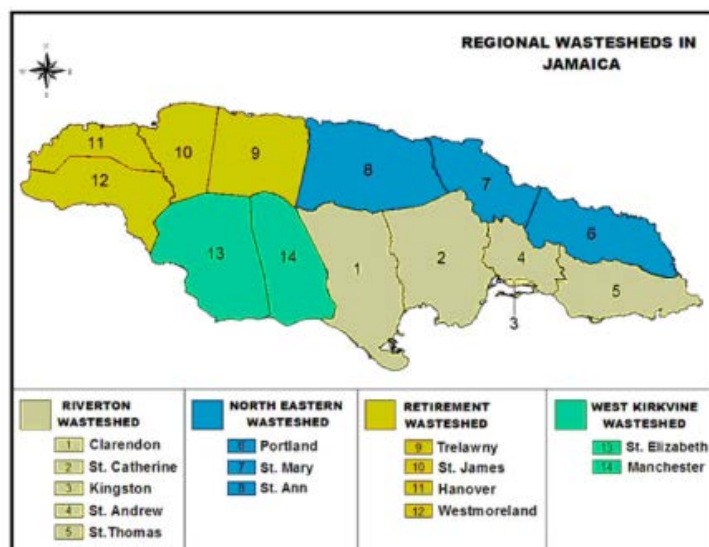 REGIONAL WASTESHEDS IN
JAMAICA
11
10
9
12
8
7
6
13
14
1
2
4
5
3
RIVERTON
WASTESHED
1 Clarendon
2 St. Catherine
3 Kingston
4 St. Andrew
5 St.Thomas
NORTH EASTERN
WASTESHED
6 Portland
7 St. Mary
8 St. Ann
RETIREMENT
WASTESHED
9 Trelawny
10 St. James
11 Hanover
12 Westmoreland
WEST KIRKVINE
WASTESHED
13 St. Elizabeth
14 Manchester